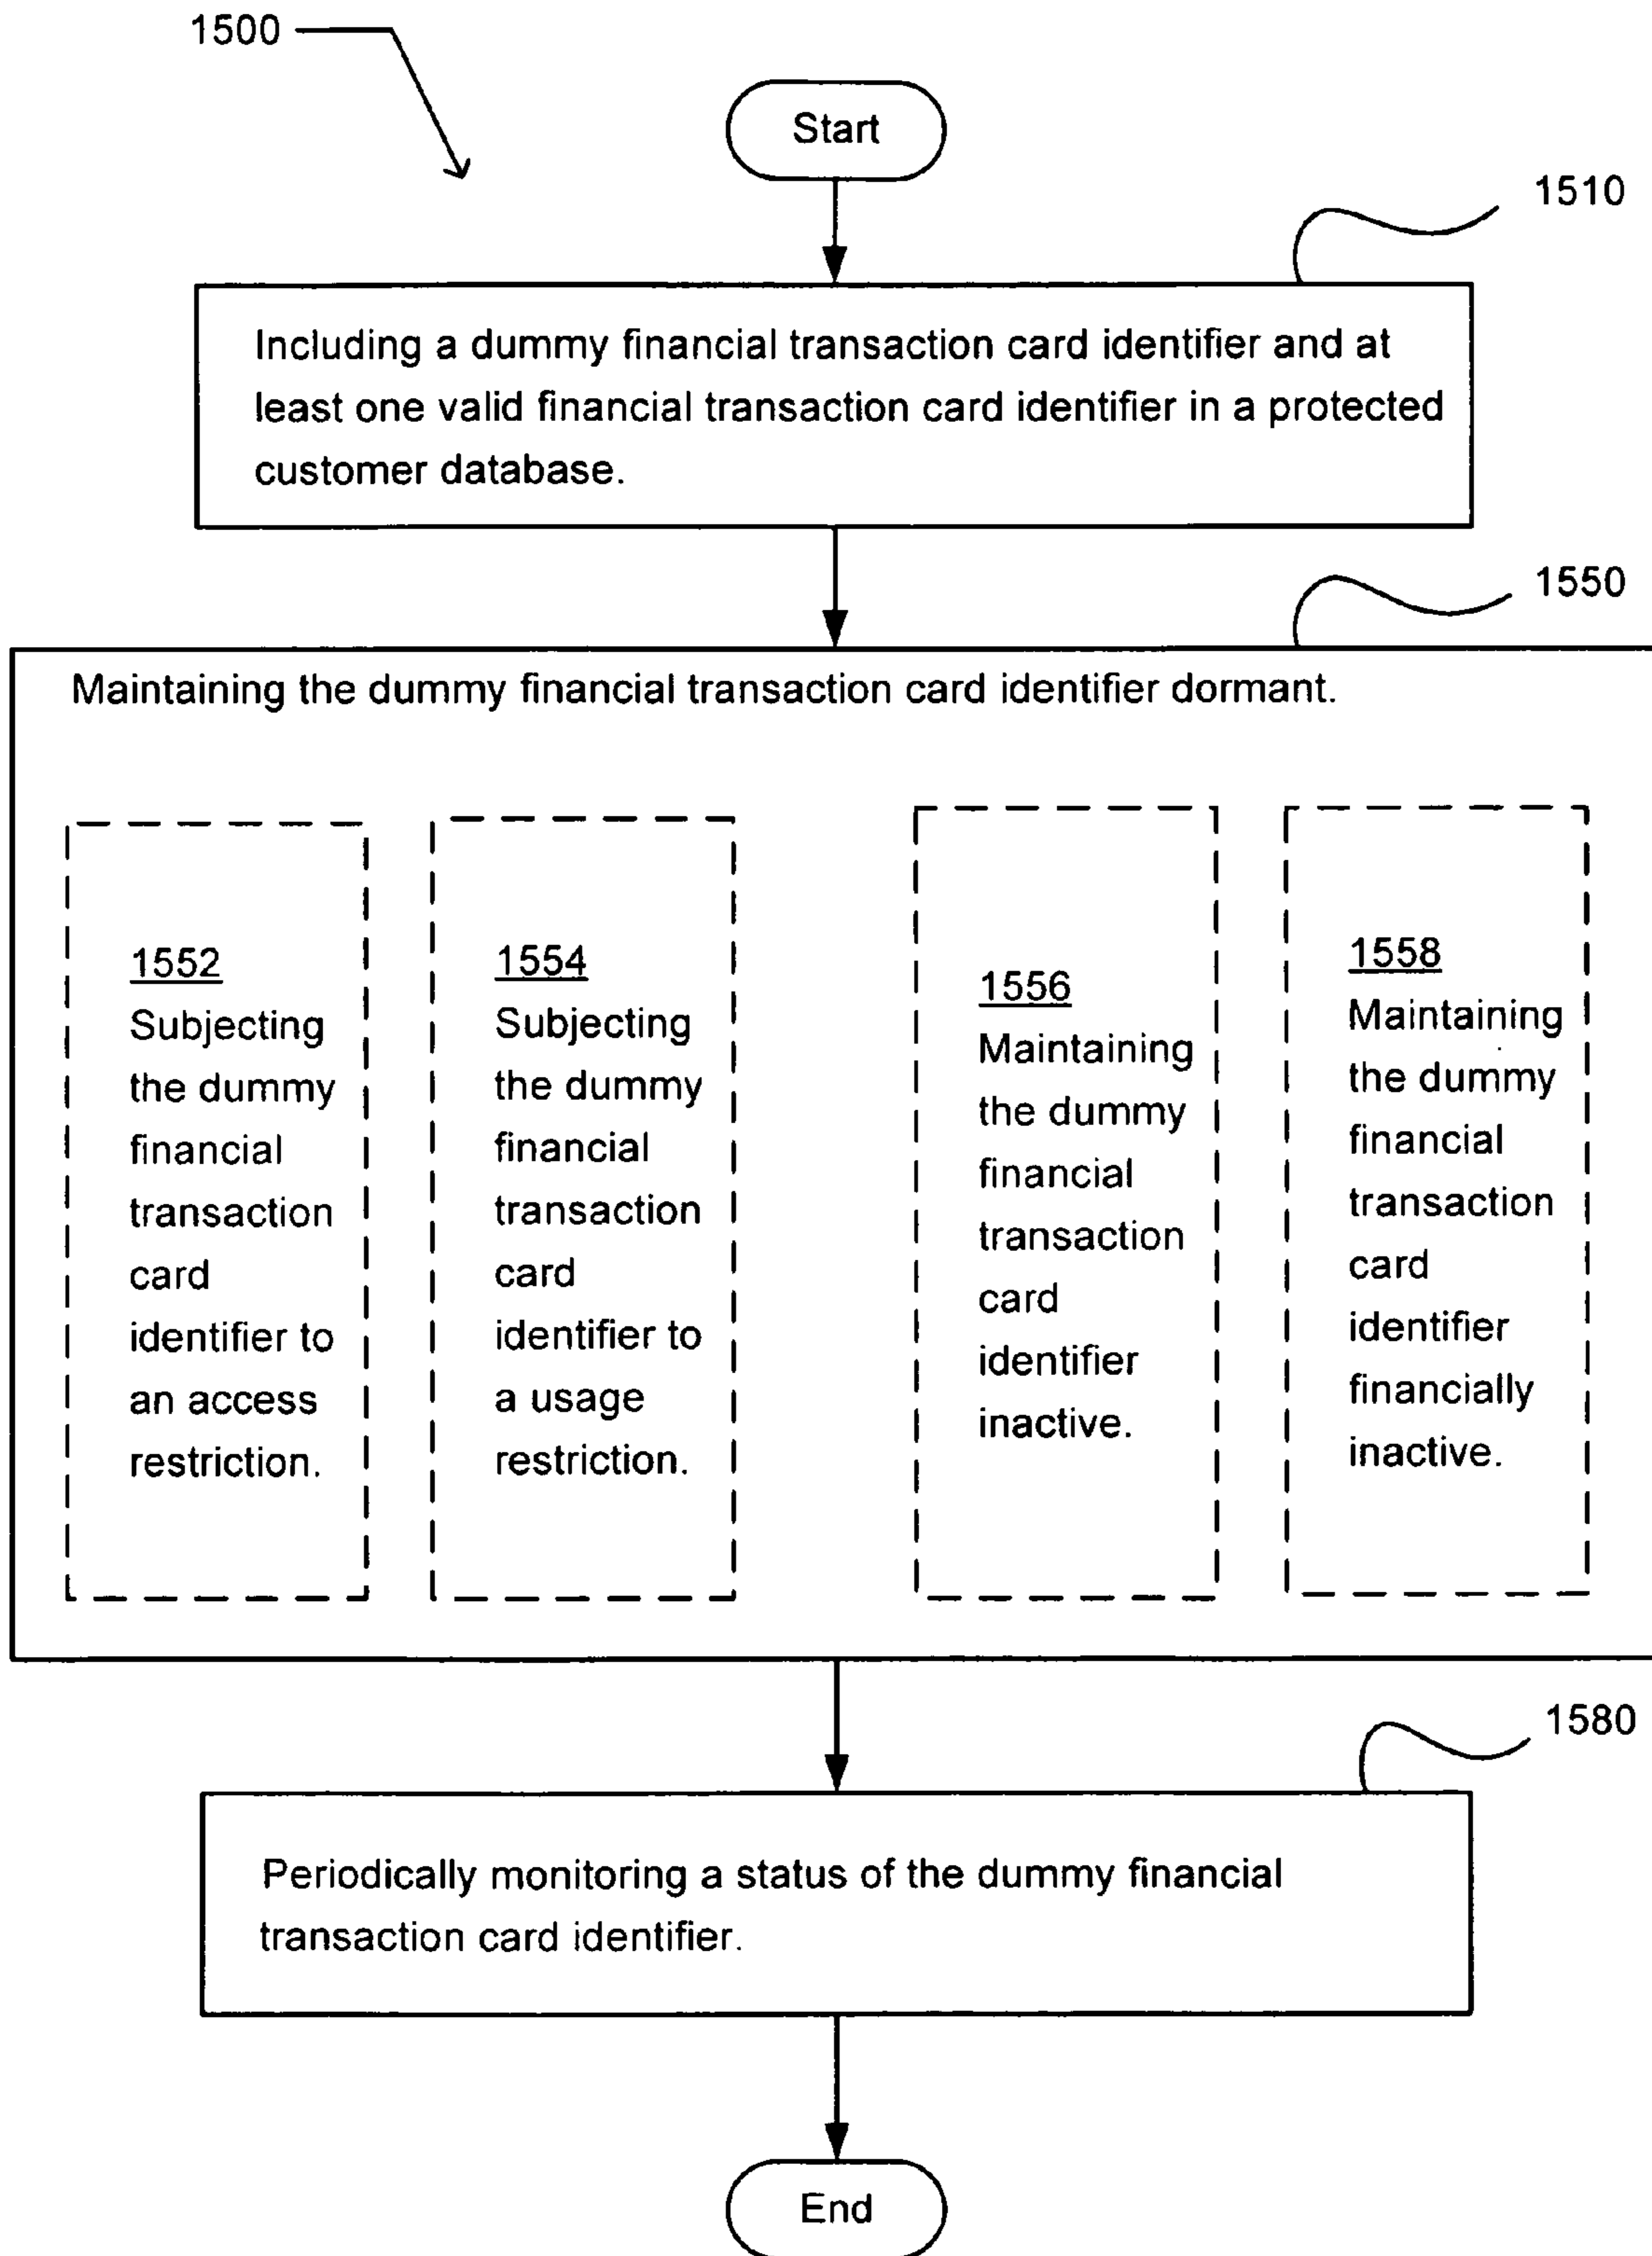 1500
Start
1510
Including a dummy financial transaction card identifier and at
least one valid financial transaction card identifier in a protected
customer database.
1550
Maintaining the dummy financial transaction card identifier dormant.
1552
Subjecting
the dummy
financial
transaction
card
identifier to
an access
restriction.
1554
Subjecting
the dummy
financial
transaction
card
identifier to
a usage
restriction.
1556
Maintaining
the dummy
financial
transaction
card
identifier
inactive.
1558
Maintaining
the dummy
financial
transaction
card
identifier
financially
inactive.
1580
Periodically monitoring a status of the dummy financial
transaction card identifier.
End